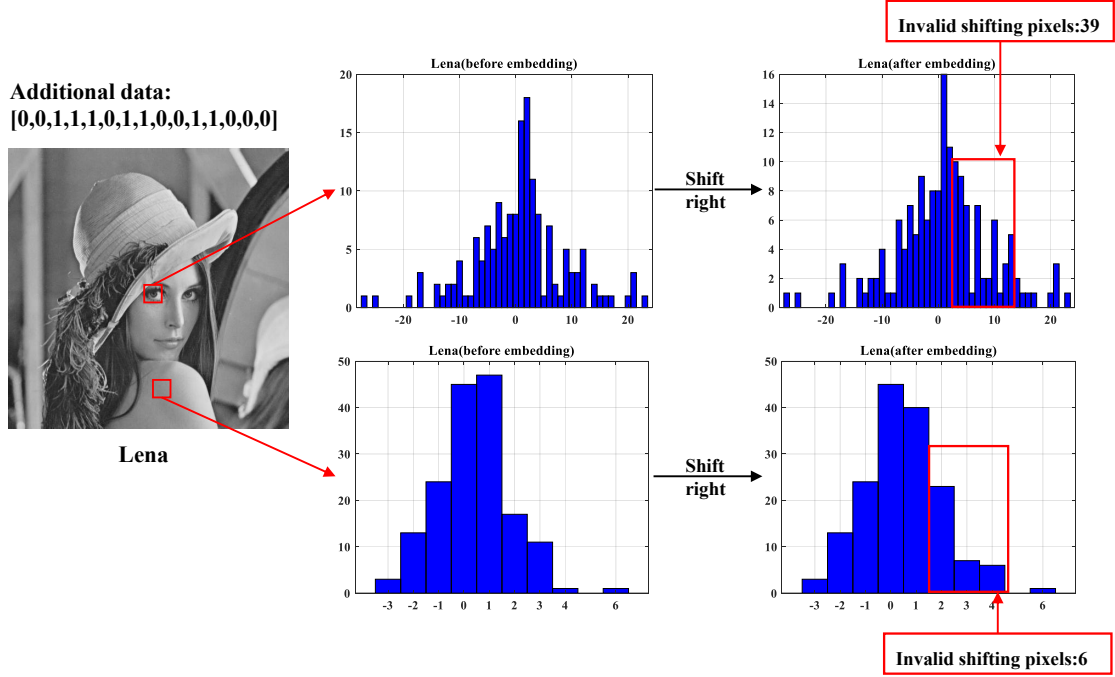 Invalid shifting pixels:39
Additional data:
[0,0,1,1,1,0,1,1,0,0,1,1,0,0,0]
Lena(before embedding)
20
15
10
5
0
-20 -10 0 10 20
Shift
right
Lena(after embedding)
16
14
12
10
8
6
4
2
0
-20 -10 0 10 20
Lena
Lena(before embedding)
50
40
30
20
10
0
-3 -2 -1 0 1 2 3 4 6
Shift
right
Lena(after embedding)
50
40
30
20
10
0
-3 -2 -1 0 1 2 3 4 6
Invalid shifting pixels:6